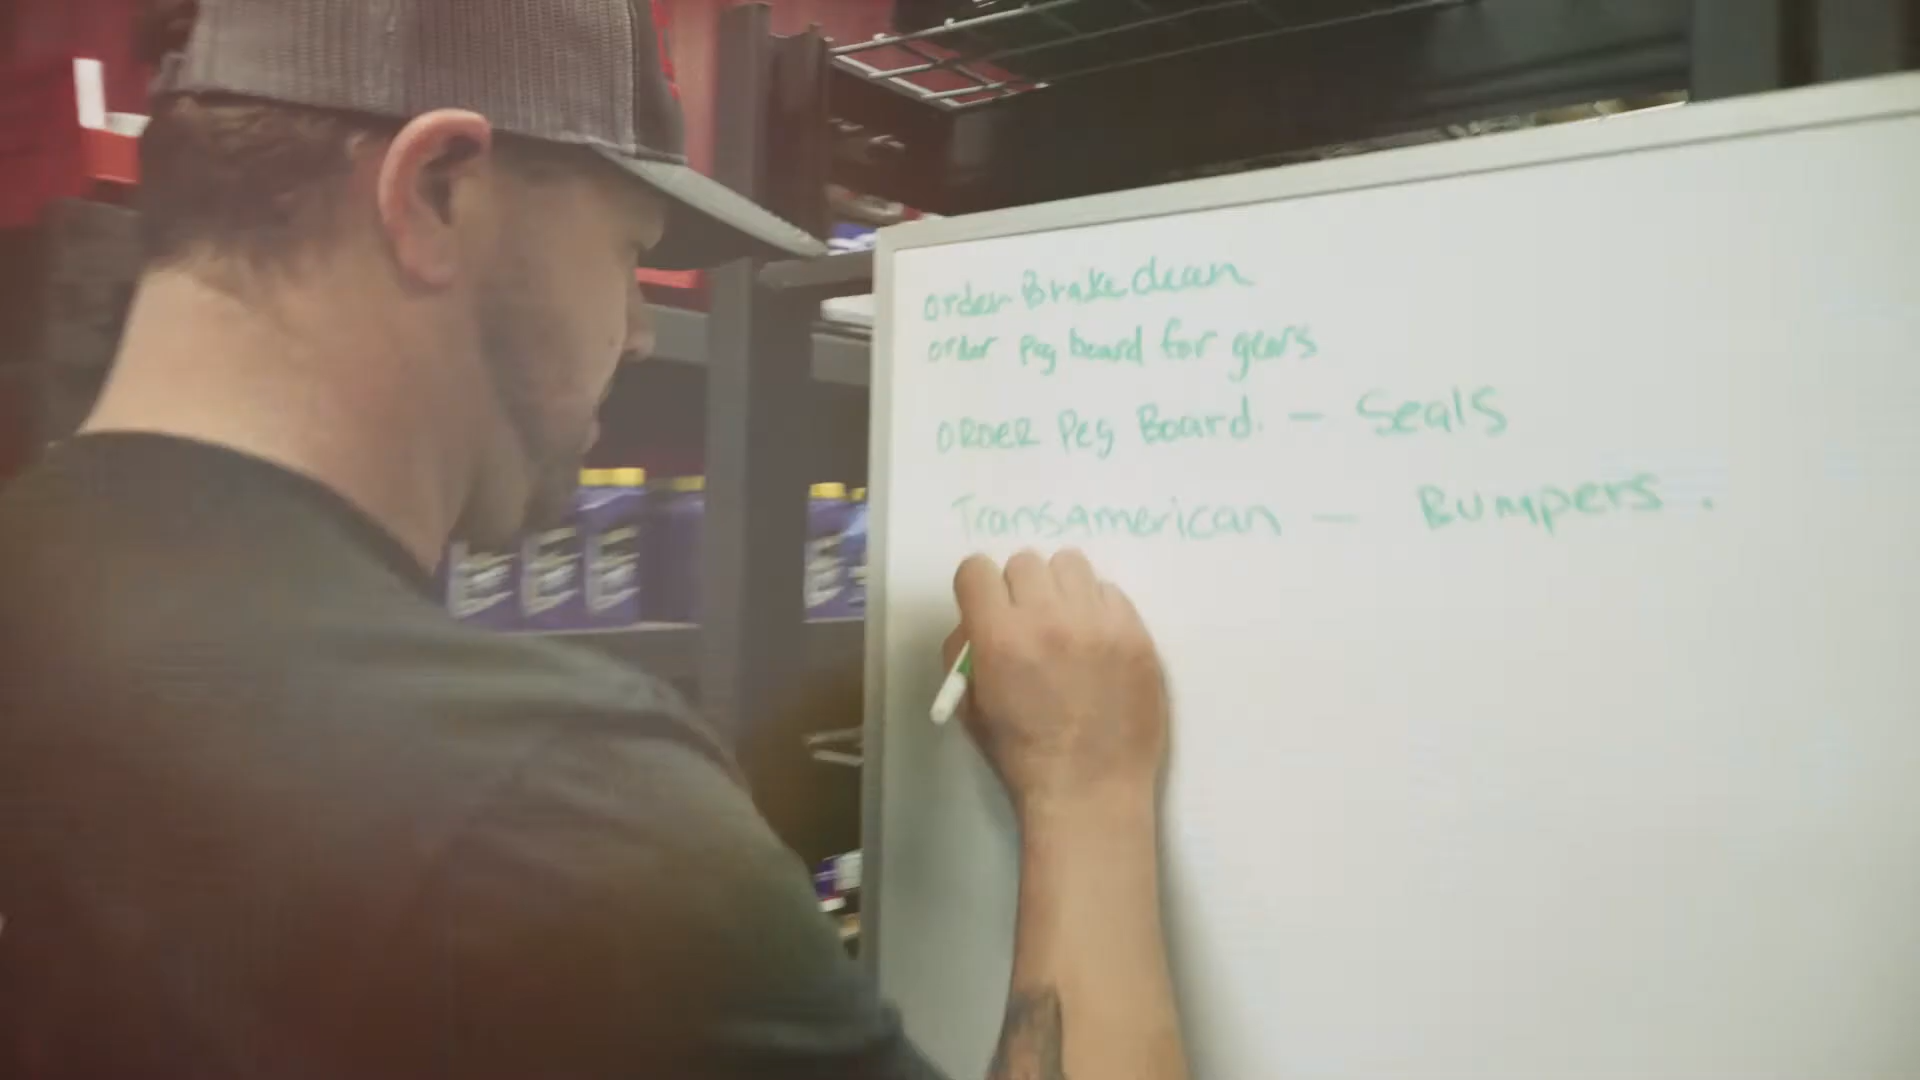 order Brake clean
order Peg board for gears
ORDER Peg Board. - Seals
TransAmerican - Bumpers.